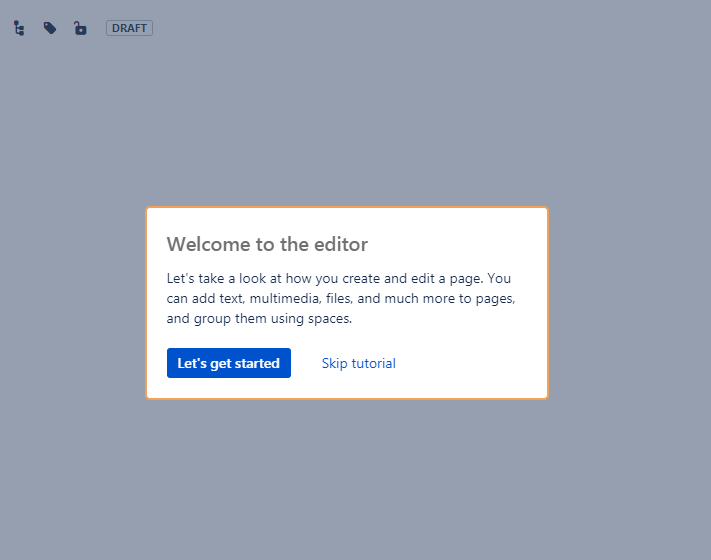 DRAFT
Welcome to the editor
Let's take a look at how you create and edit a page. You
can add text, multimedia, files, and much more to pages,
and group them using spaces.
Let's get started
Skip tutorial